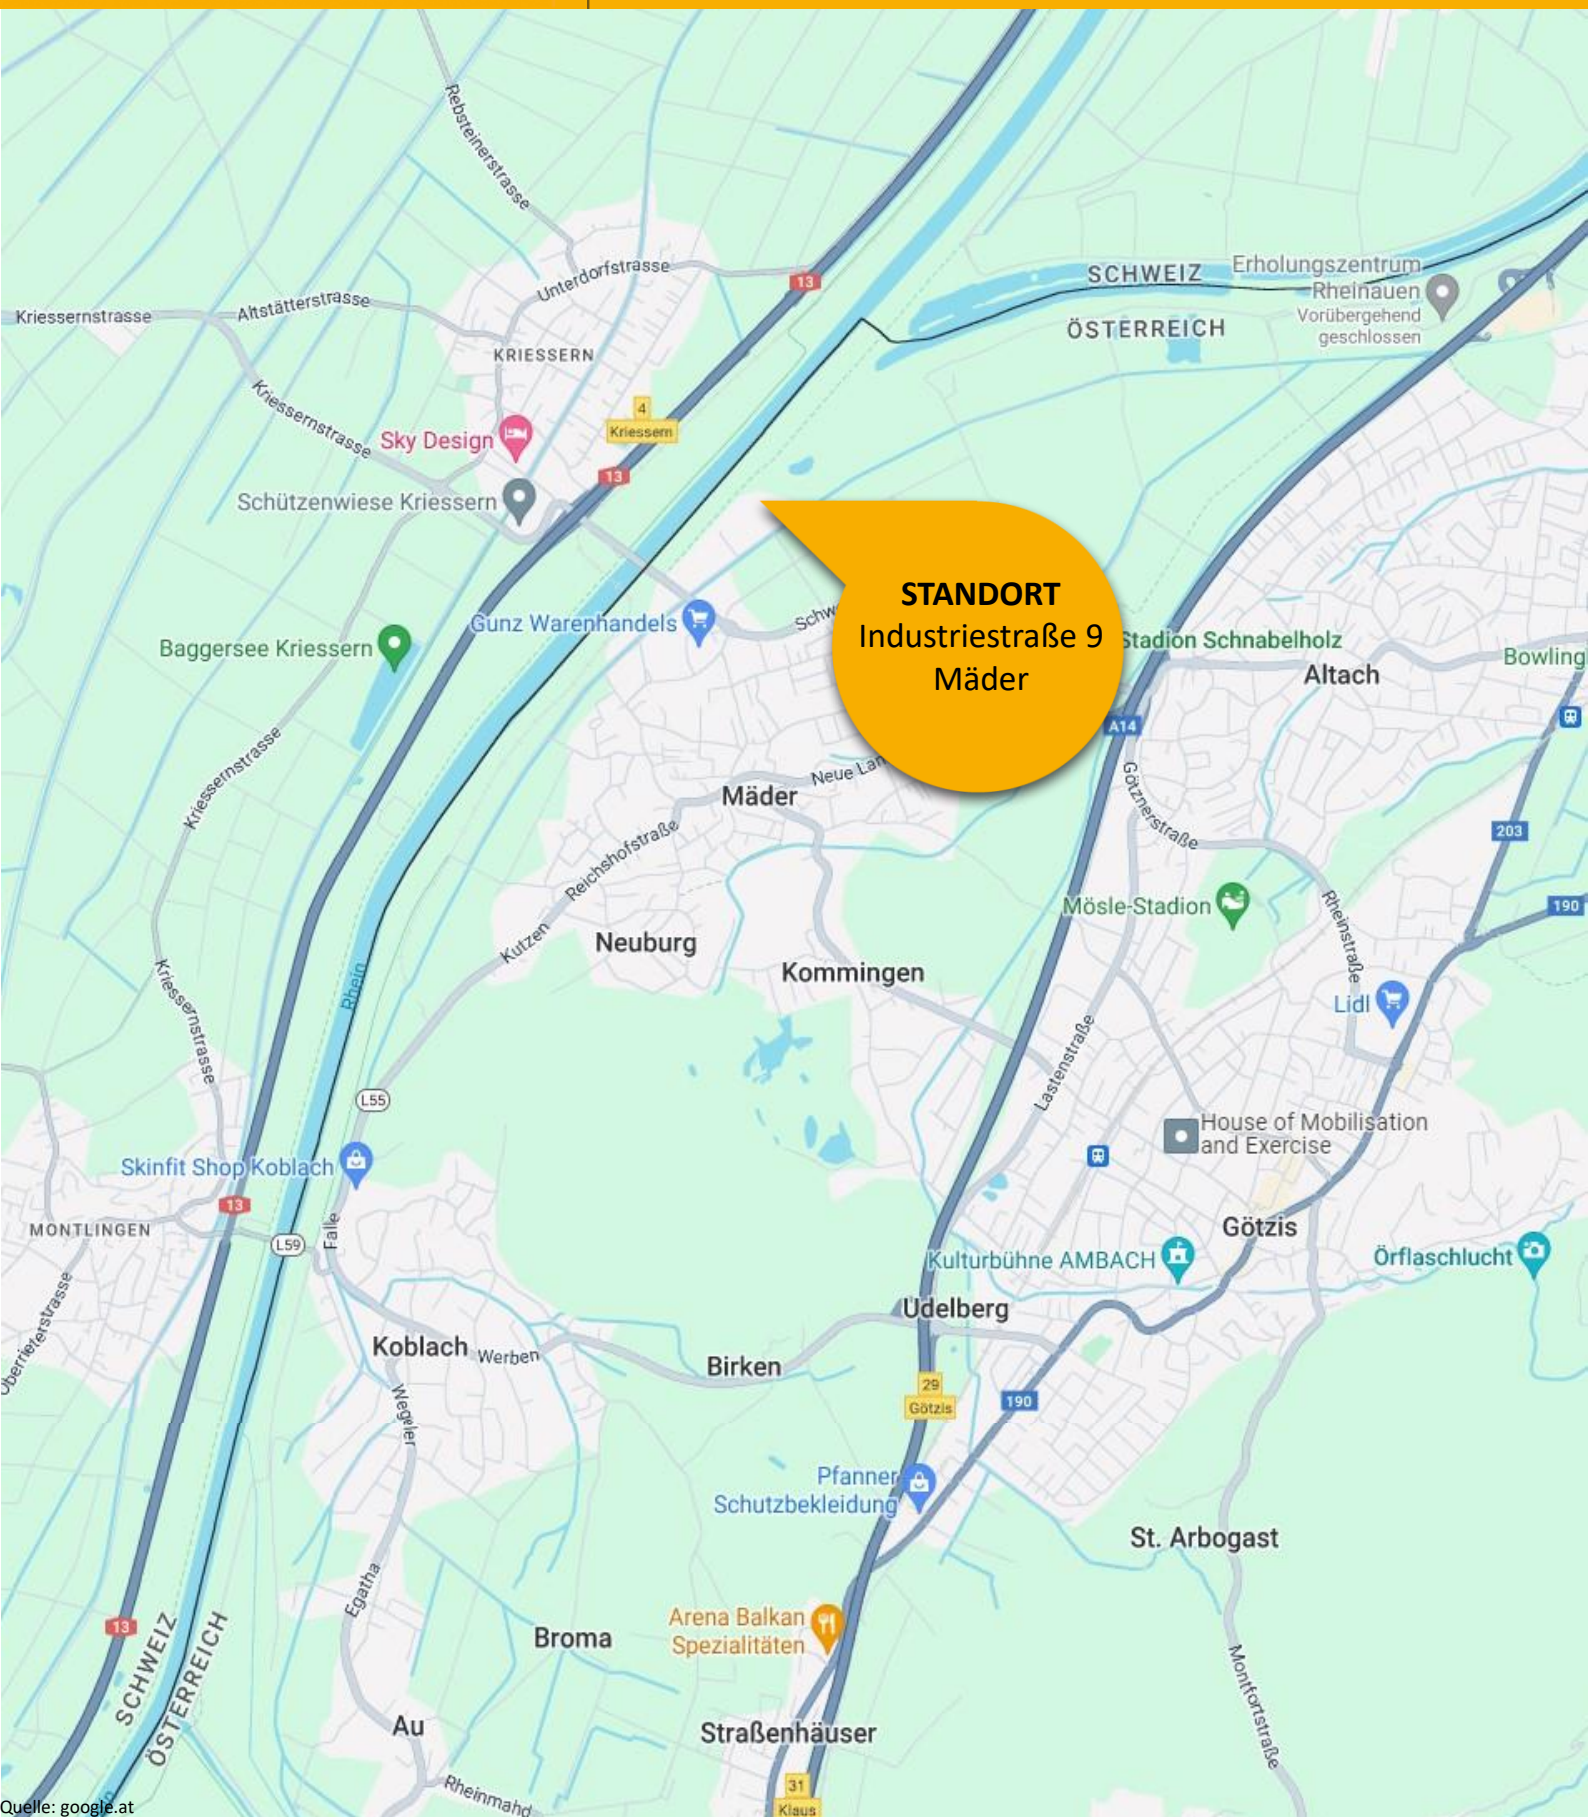 Rebsteinerstrasse
Unterdorfstrasse
13
SCHWEIZ
Erholungszentrum
Rheinauen
Vorübergehend
geschlossen
ÖSTERREICH
Kriessernstrasse
Altstätterstrasse
KRIESSERN
Kriessernstrasse
4
Kriessern
Sky Design
13
Schützenwiese Kriessern
STANDORT
Industriestraße 9
Mäder
Gunz Warenhandels
Schw
Stadion Schnabelholz
Baggersee Kriessern
Altach
Bowling
A14
Kriessernstrasse
Neue Lan
Mäder
Götznerstraße
203
Reichshofstraße
190
Mösle-Stadion
Rheinstraße
Kutzen
Neuburg
Kommingen
Rhein
Kriessernstrasse
Lidl
Lastenstraße
L55
House of Mobilisation
and Exercise
Skinfit Shop Koblach
13
MONTLINGEN
Falle
L59
Götzis
Kulturbühne AMBACH
Örflaschlucht
Oberrieterstrasse
Udelberg
Koblach
Werben
Birken
29
Götzis
190
Wegeler
Pfanner
Schutzbekleidung
St. Arbogast
Egatha
13
SCHWEIZ
ÖSTERREICH
Broma
Arena Balkan
Spezialitäten
Montfortstraße
Au
Straßenhäuser
Rheinmahd
31
Klaus
Quelle: google.at